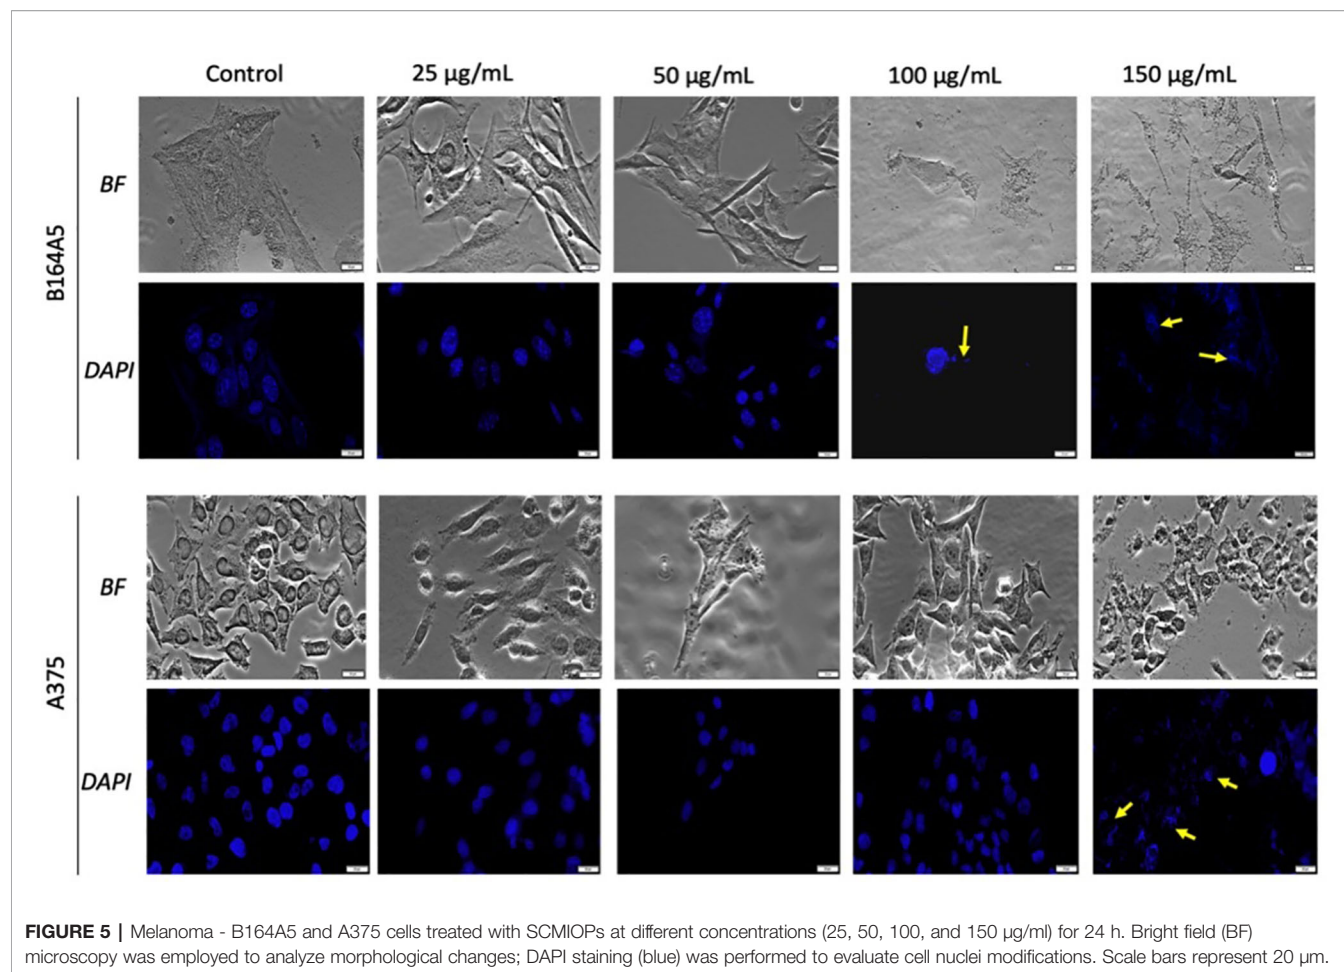 Control 25 µg/mL 50 µg/mL 100 µg/mL 150 µg/mL
B164A5
BF
DAPI
A375
BF
DAPI
FIGURE 5 | Melanoma - B164A5 and A375 cells treated with SCMIOPs at different concentrations (25, 50, 100, and 150 µg/ml) for 24 h. Bright field (BF)
microscopy was employed to analyze morphological changes; DAPI staining (blue) was performed to evaluate cell nuclei modifications. Scale bars represent 20 µm.